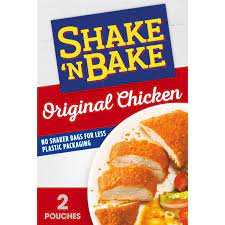 SHAKE
'N BAKE
Original Chicken
NO SHAKER BAGS FOR LESS
PLASTIC PACKAGING
2
POUCHES